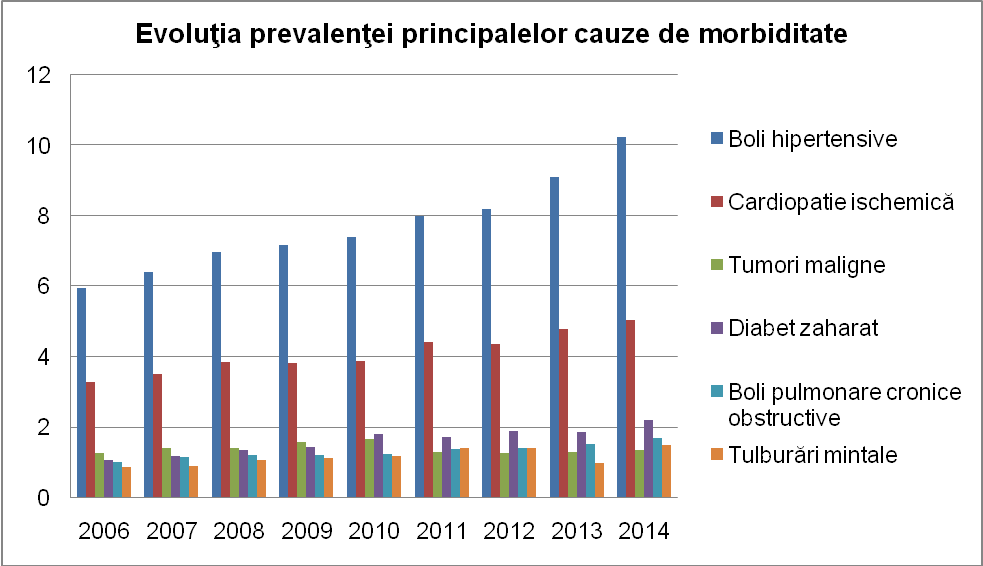 Evoluţia prevalenţei principalelor cauze de morbiditate
12
10
8
6
4
2
0
2006 2007 2008 2009 2010 2011 2012 2013 2014
Boli hipertensive
Cardiopatie ischemică
Tumori maligne
Diabet zaharat
Boli pulmonare cronice
obstructive
Tulburări mintale